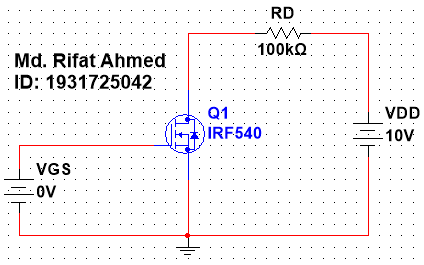 RD
100kΩ
Md. Rifat Ahmed
ID: 1931725042
Q1
IRF540
VDD
10V
VGS
0V